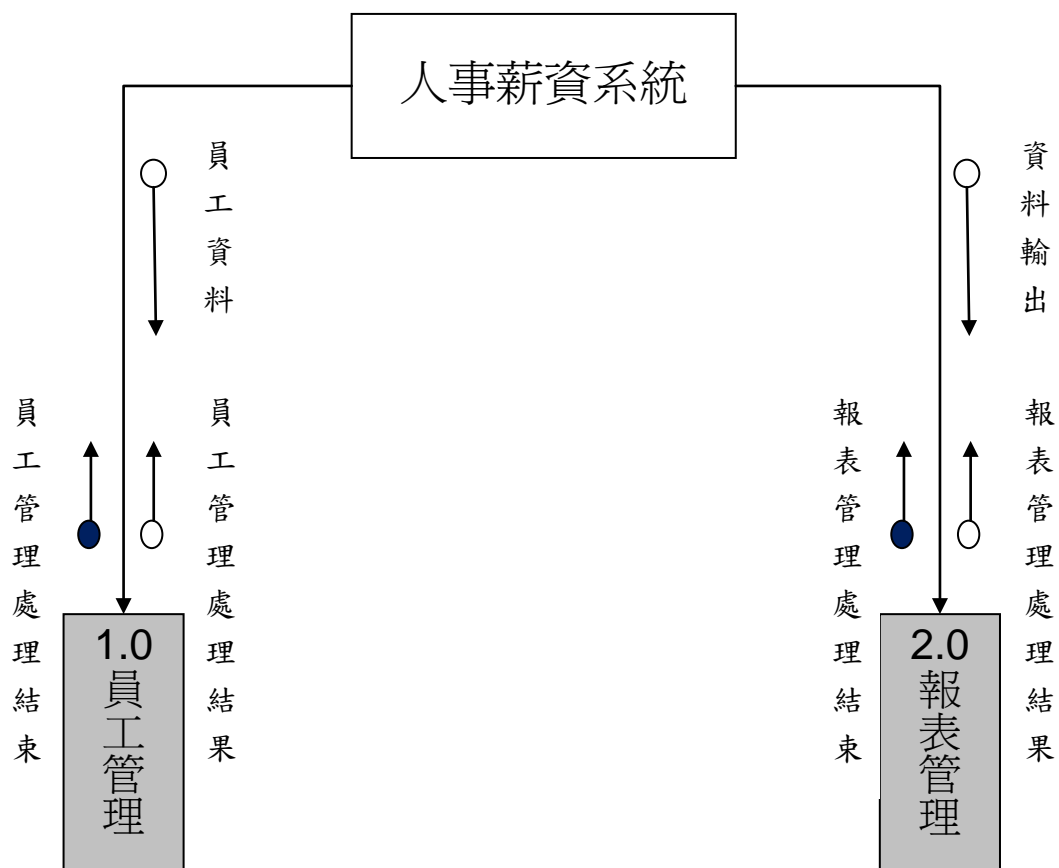 人事薪資系統
員工資料
資料輸出
員工管理處理結束
員工管理處理結果
報表管理處理結束
報表管理處理結果
1.0
員工管理
2.0
報表管理